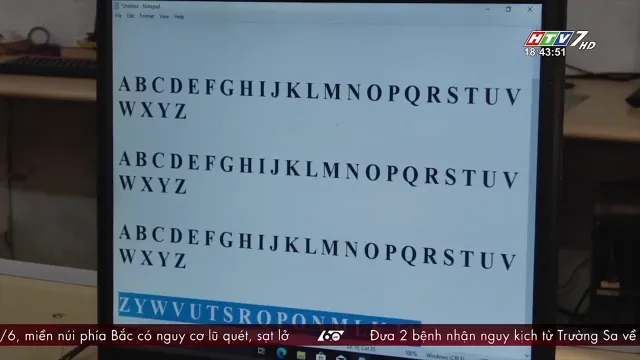 *Untitled - Notepad
File Edit Format View Help
HTV7 HD
18:43:51
A B C D E F G H I J K L M N O P Q R S T U V
W X Y Z
A B C D E F G H I J K L M N O P Q R S T U V
W X Y Z
A B C D E F G H I J K L M N O P Q R S T U V
W X Y Z
/6, miền núi phía Bắc có nguy cơ lũ quét, sạt lở
Đưa 2 bệnh nhân nguy kịch từ Trường Sa về
100%